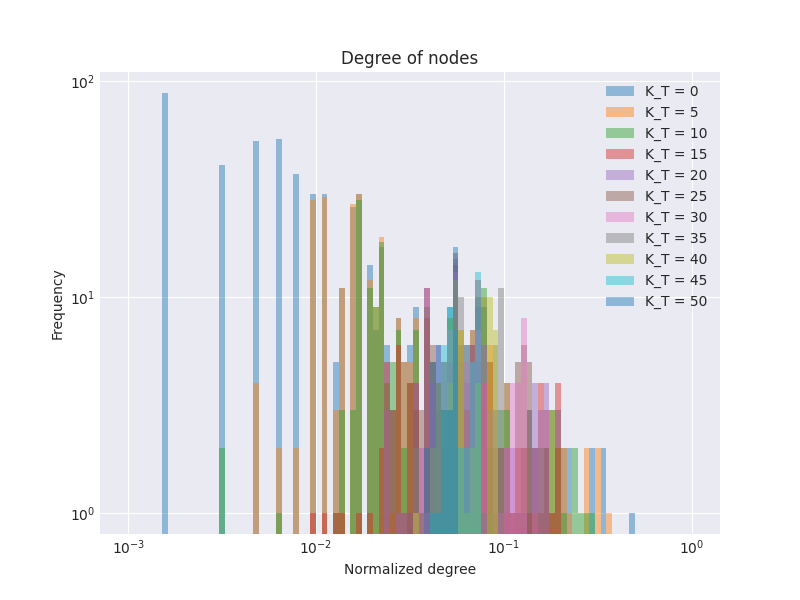 Degree of nodes
Frequency
10²
10¹
10⁰
K_T = 0
K_T = 5
K_T = 10
K_T = 15
K_T = 20
K_T = 25
K_T = 30
K_T = 35
K_T = 40
K_T = 45
K_T = 50
10⁻³ 10⁻² 10⁻¹ 10⁰
Normalized degree